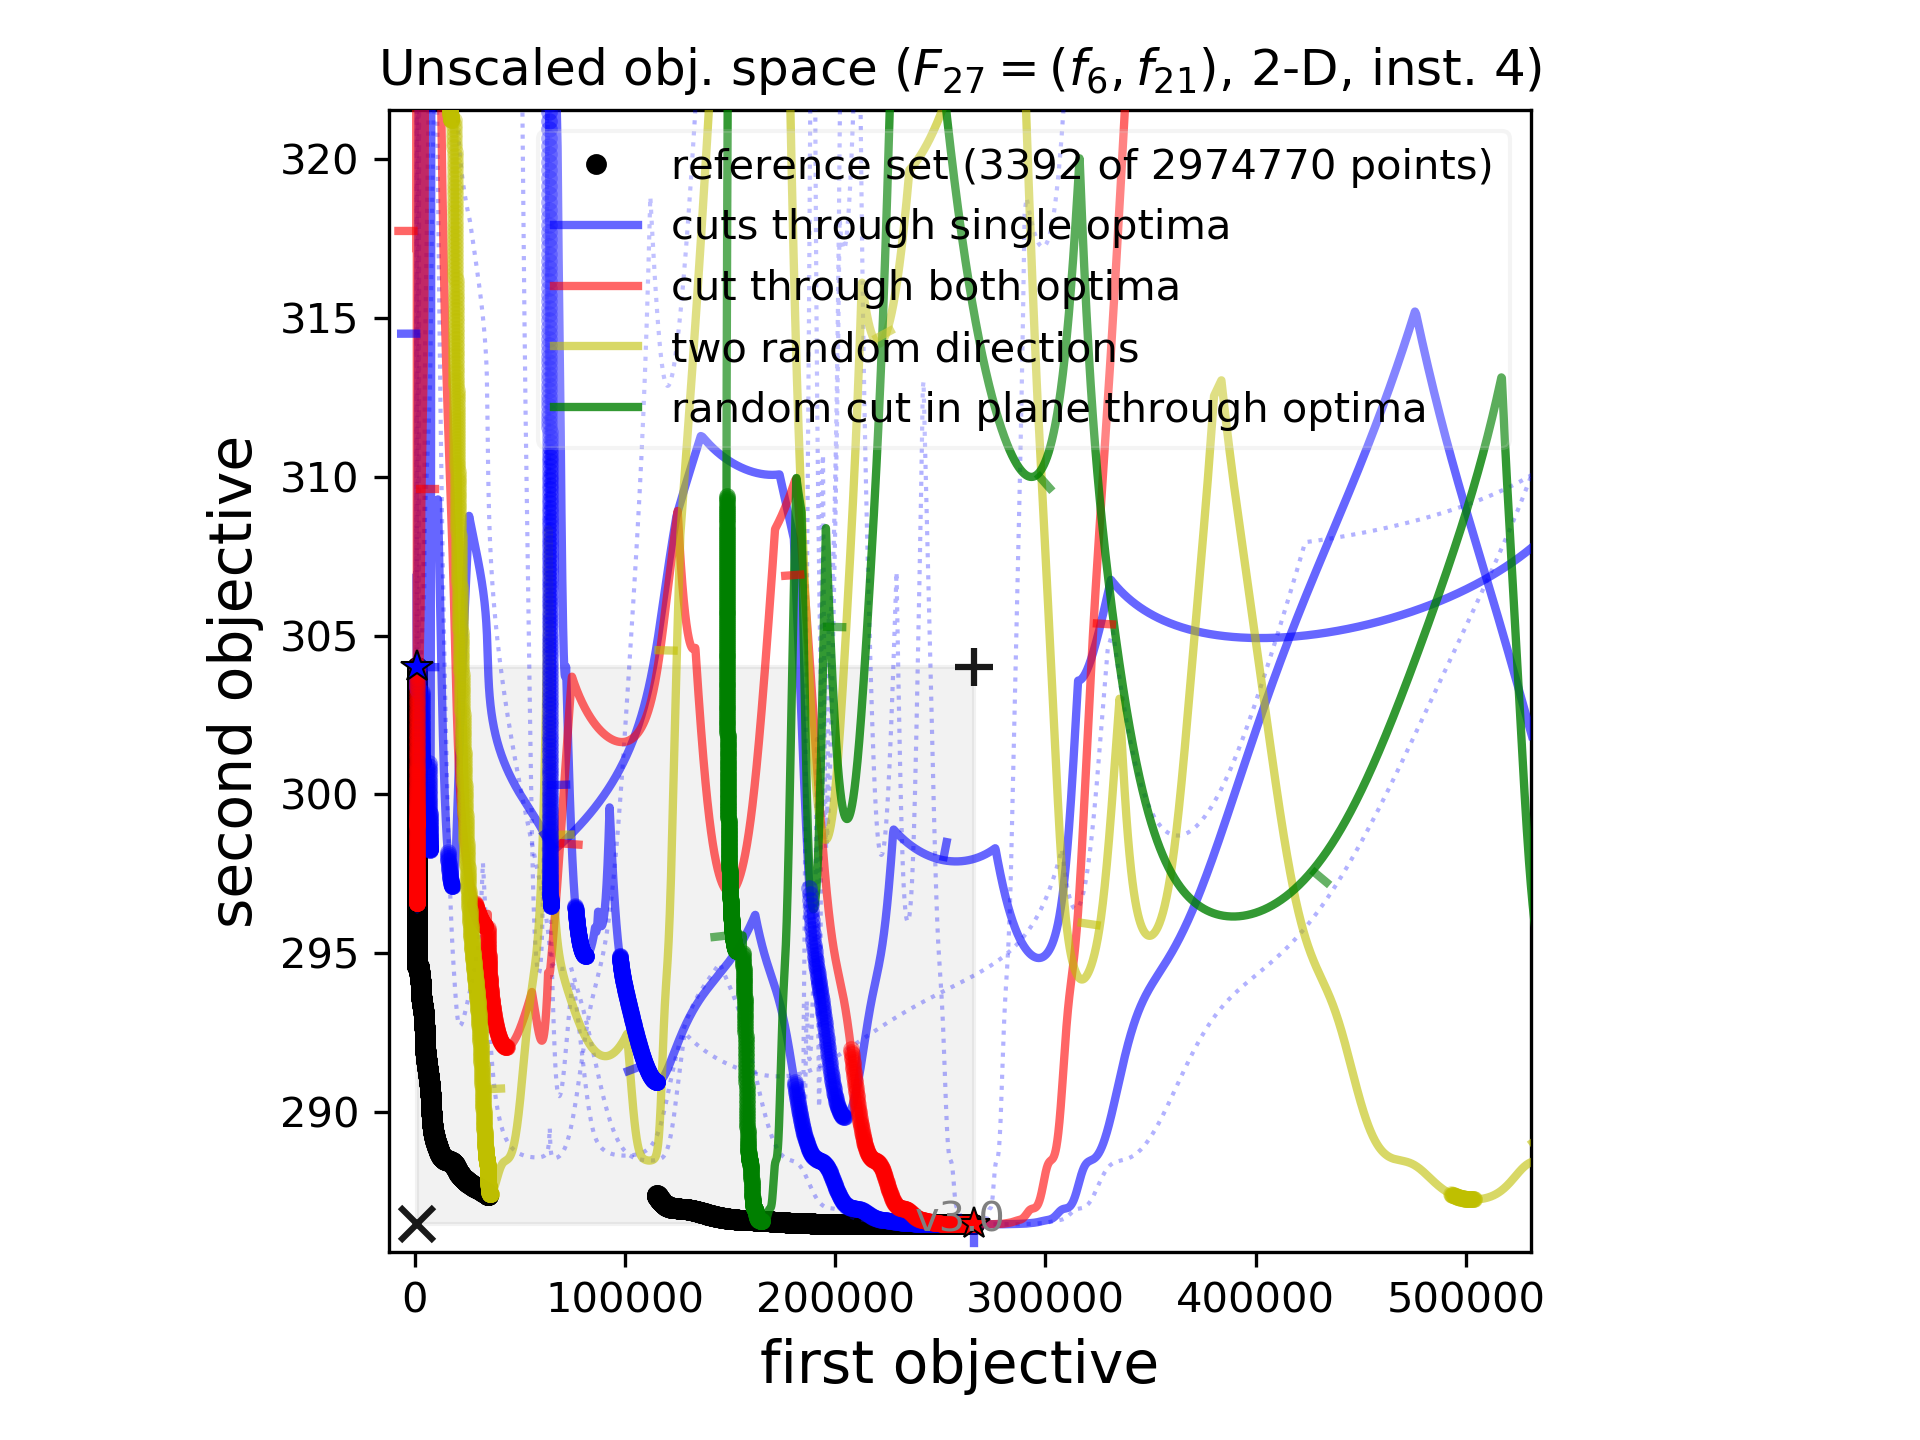 Unscaled obj. space (F₂₇ = (f₆, f₂₁), 2-D, inst. 4)
reference set (3392 of 2974770 points)
cuts through single optima
cut through both optima
two random directions
random cut in plane through optima
320
315
310
305
300
295
290
second objective
v3.0
0
100000
200000
300000
400000
500000
first objective